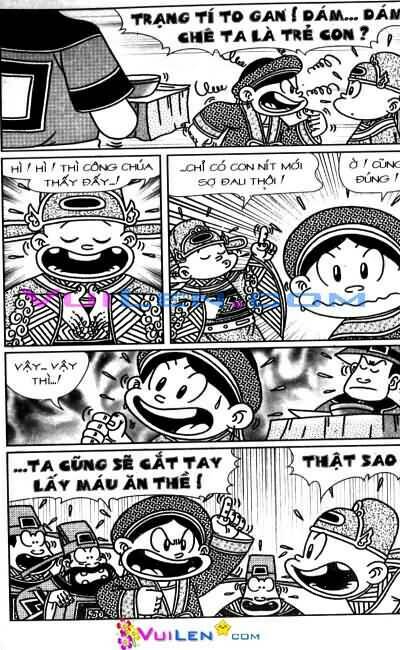 TRẠNG TÍ TO GAN! DÁM... DÁM
CHÊ TA LÀ TRẺ CON?
HÌ! HÌ! THÌ CÔNG CHÚA
THẤY ĐẤY...!
...CHỈ CÓ CON NÍT MỚI
SỢ ĐAU THÔI!
Ờ! CŨNG
ĐÚNG!
VUILEN.COM
VẬY... VẬY
THÌ...!
...TA CŨNG SẼ CẮT TAY
LẤY MÁU ĂN THỀ!
THẬT SAO
VUILEN.COM